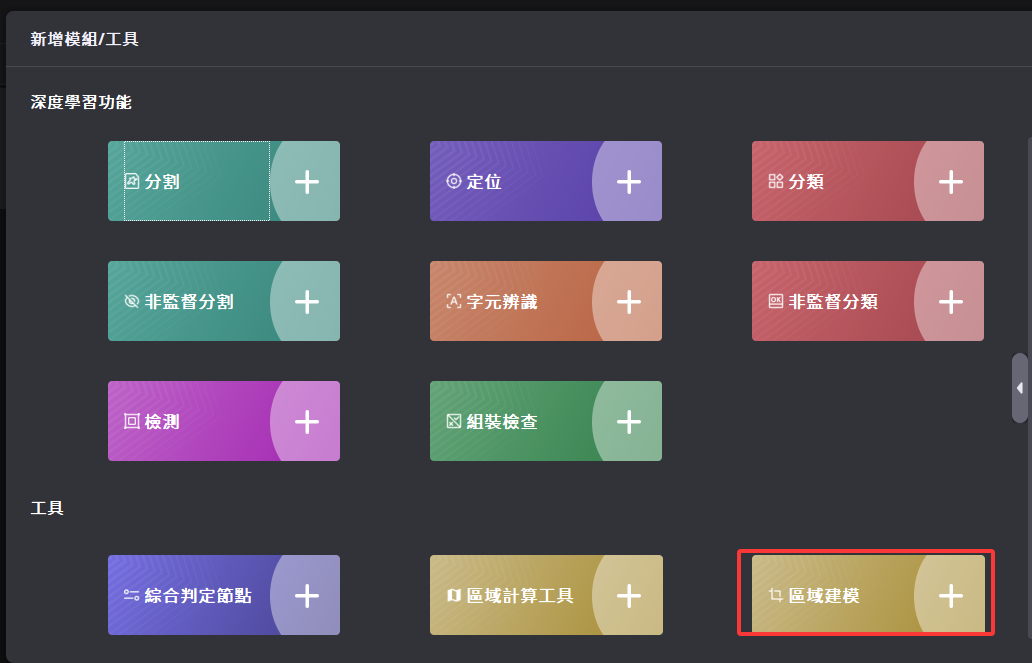 新增模組/工具
深度學習功能
分割
定位
分類
非監督分割
字元辨識
非監督分類
檢測
組裝檢查
工具
綜合判定節點
區域計算工具
區域建模